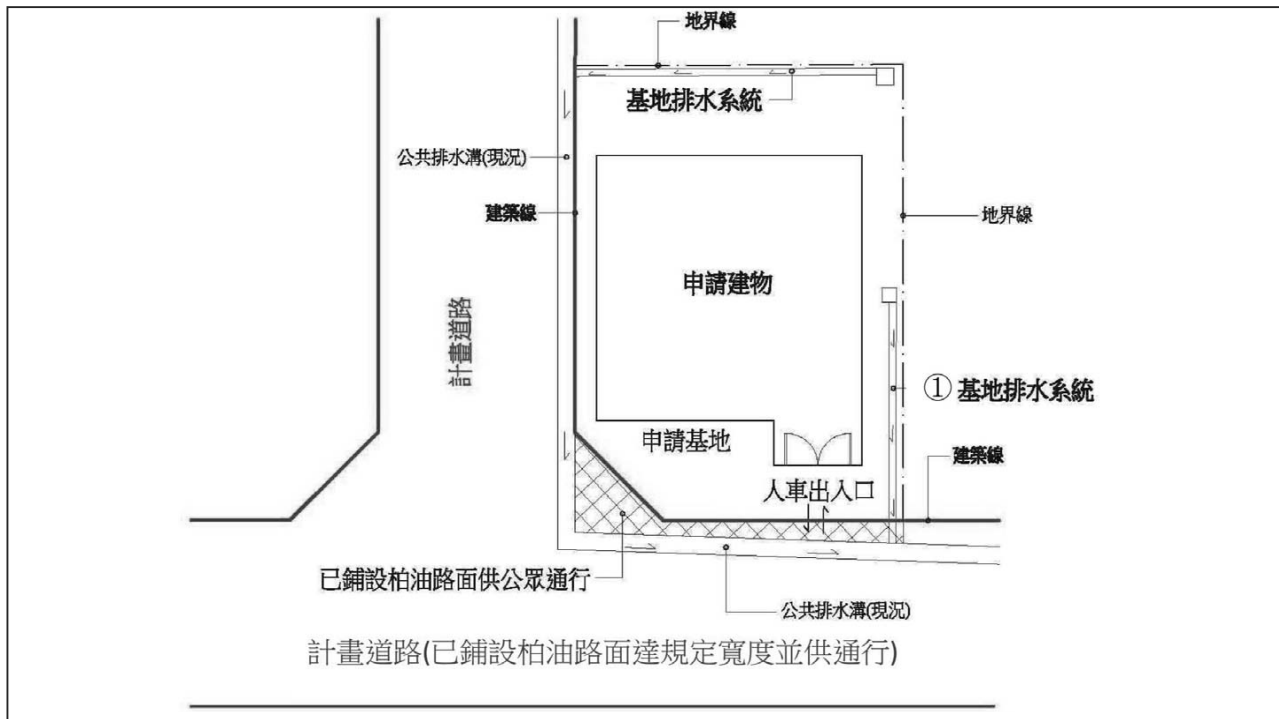 地界線
基地排水系統
公共排水溝(現況)
建築線
地界線
申請建物
計畫道路
① 基地排水系統
申請基地
建築線
人車出入口
已鋪設柏油路面供公眾通行
公共排水溝(現況)
計畫道路(已鋪設柏油路面達規定寬度並供通行)